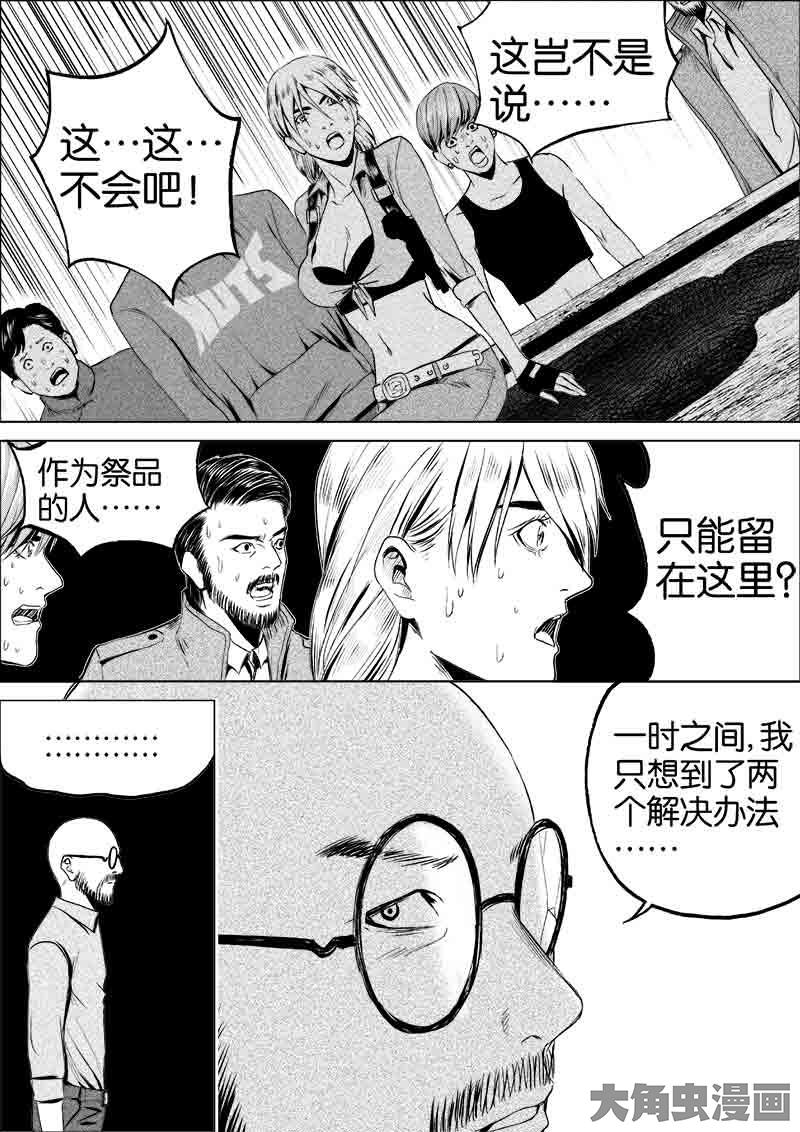 这岂不是
说……
这…这…
不会吧!
NUTS
作为祭品
的人……
只能留
在这里?
…………
…………
一时之间,我
只想到了两
个解决办法
……
大角虫漫画